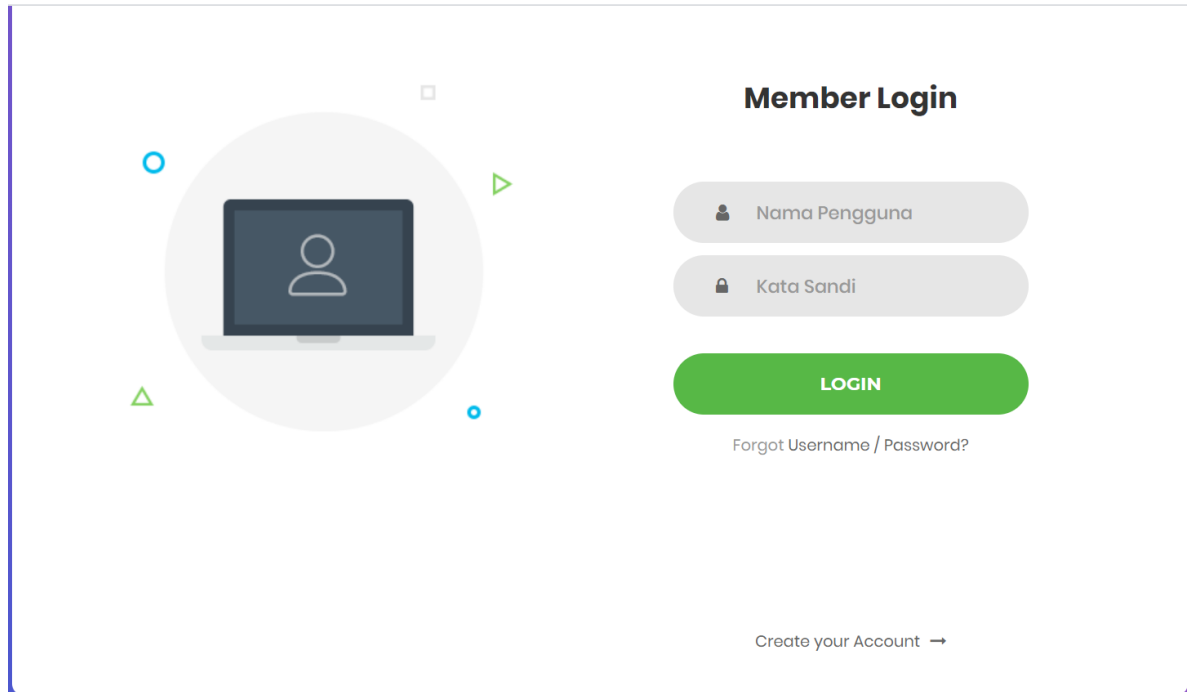 Member Login
Nama Pengguna
Kata Sandi
LOGIN
Forgot Username / Password?
Create your Account →